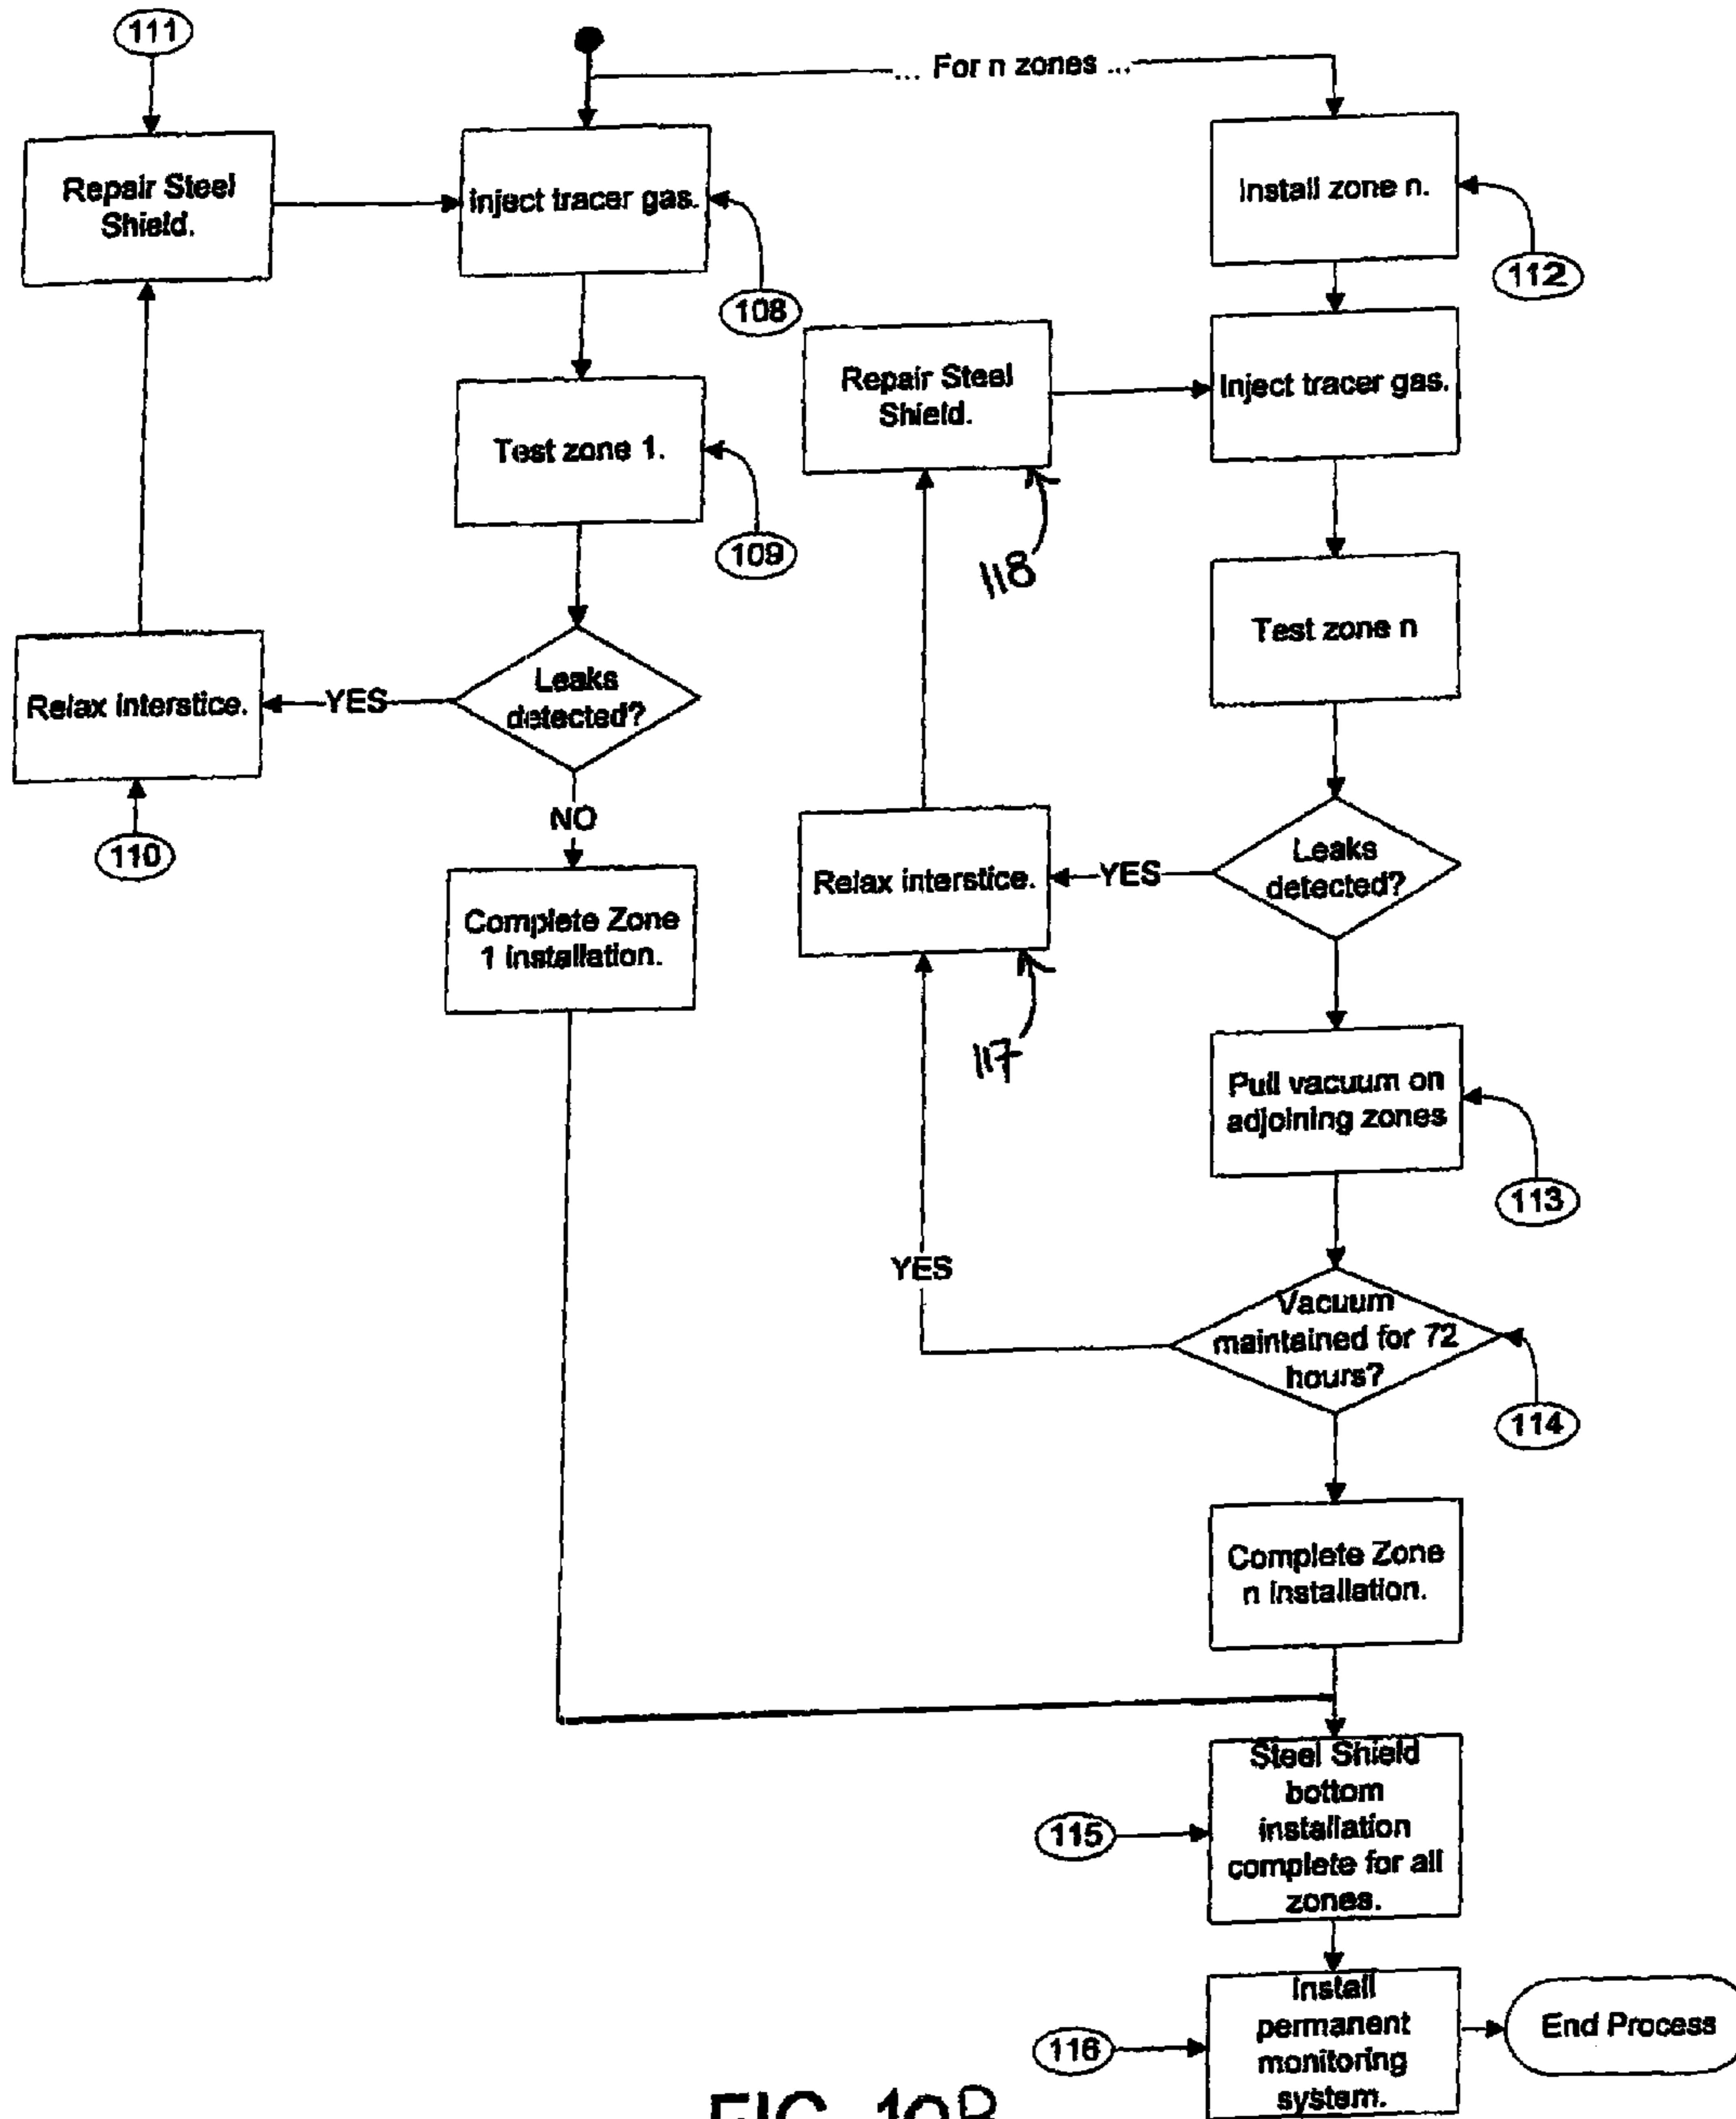 111
... For n zones ...
Repair Steel
Shield.
Inject tracer gas.
108
Install zone n.
112
Repair Steel
Shield.
118
Inject tracer gas.
Test zone 1.
109
Test zone n
Relax interstice.
110
YES
Leaks
detected?
NO
Complete Zone
1 installation.
Relax interstice.
117
YES
Leaks
detected?
Pull vacuum on
adjoining zones
113
YES
Vacuum
maintained for 72
hours?
114
Complete Zone
n installation.
115
Steel Shield
bottom
installation
complete for all
zones.
116
Install
permanent
monitoring
system.
End Process
FIG. 10B